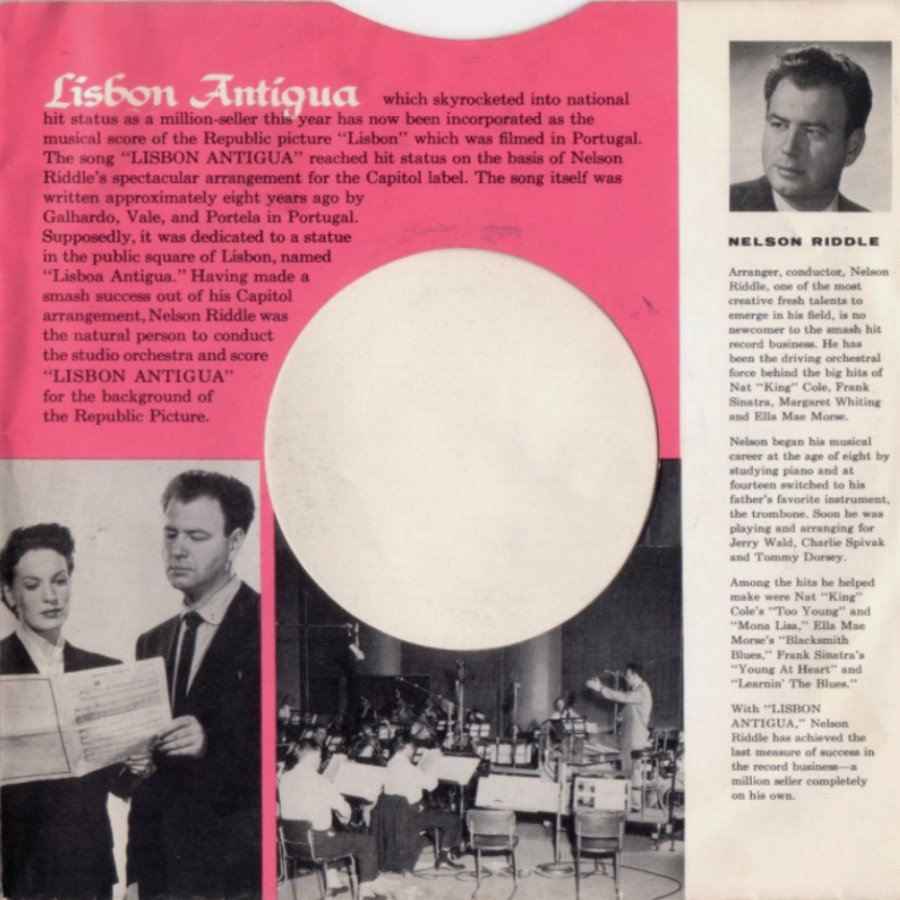 Lisbon Antigua which skyrocketed into national
hit status as a million-seller this year has now been incorporated as the
musical score of the Republic picture "Lisbon" which was filmed in Portugal.
The song "LISBON ANTIGUA" reached hit status on the basis of Nelson
Riddle's spectacular arrangement for the Capitol label. The song itself was
written approximately eight years ago by
Galhardo, Vale, and Portela in Portugal.
Supposedly, it was dedicated to a statue
in the public square of Lisbon, named
"Lisboa Antigua." Having made a
smash success out of his Capitol
arrangement, Nelson Riddle was
the natural person to conduct
the studio orchestra and score
"LISBON ANTIGUA"
for the background of
the Republic Picture.
NELSON RIDDLE
Arranger, conductor, Nelson
Riddle, one of the most
creative fresh talents to
emerge in his field, is no
newcomer to the smash hit
record business. He has
been the driving orchestral
force behind the big hits of
Nat "King" Cole, Frank
Sinatra, Margaret Whiting
and Ella Mae Morse.
Nelson began his musical
career at the age of eight by
studying piano and at
fourteen switched to his
father's favorite instrument,
the trombone. Soon he was
playing and arranging for
Jerry Wald, Charlie Spivak
and Tommy Dorsey.
Among the hits he helped
make were Nat "King"
Cole's "Too Young" and
"Mona Lisa," Ella Mae
Morse's "Blacksmith
Blues," Frank Sinatra's
"Young At Heart" and
"Learnin' The Blues."
With "LISBON
ANTIGUA," Nelson
Riddle has achieved the
last measure of success in
the record business—a
million seller completely
on his own.